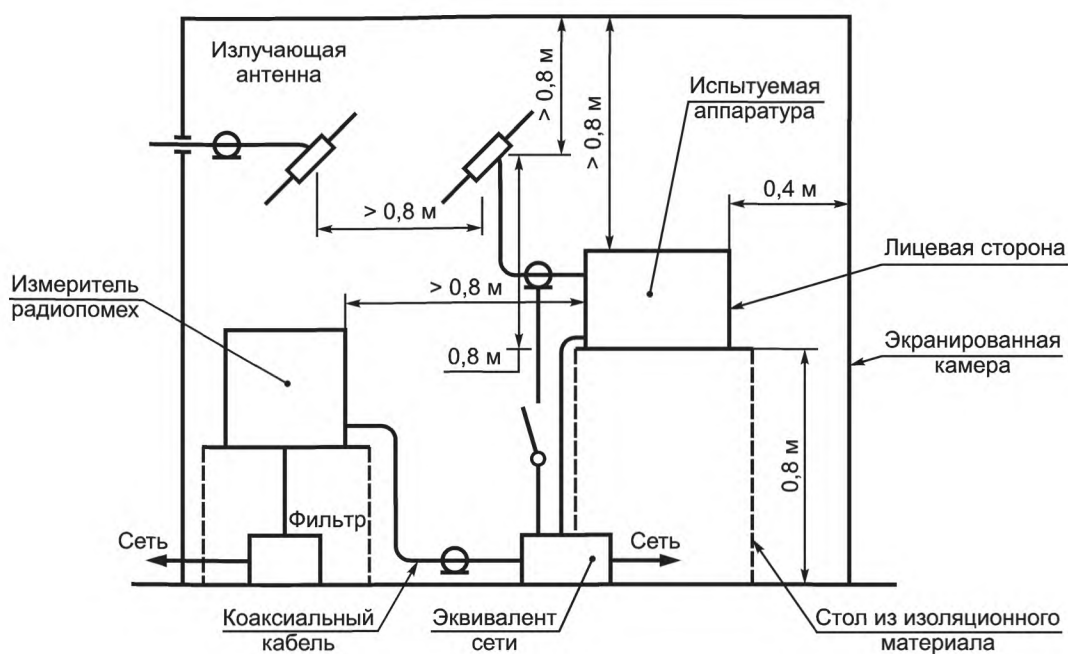 Излучающая
антенна
> 0,8 м
> 0,8 м
Испытуемая
аппаратура
0,4 м
> 0,8 м
Лицевая сторона
Измеритель
радиопомех
> 0,8 м
0,8 м
Экранированная
камера
0,8 м
Фильтр
Сеть
Сеть
Коаксиальный
кабель
Эквивалент
сети
Стол из изоляционного
материала